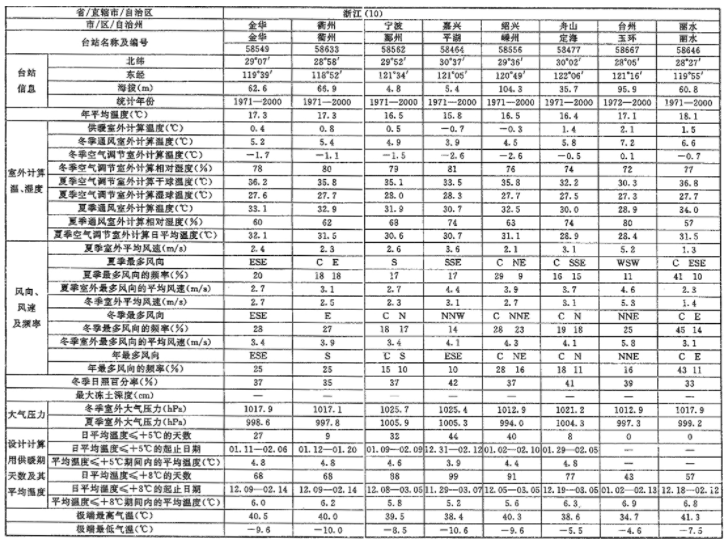 省/直辖市/自治区 浙江(10)
市/区/自治州 金华 衢州 宁波 嘉兴 绍兴 舟山 台州 丽水
台站名称及编号 金华 衢州 鄞州 平湖 嵊州 定海 玉环 丽水
58549 58633 58562 58464 58556 58477 58667 58646
台站信息 北纬 29°07′ 28°58′ 29°52′ 30°37′ 29°36′ 30°02′ 28°05′ 28°27′
东经 119°39′ 118°52′ 121°34′ 121°05′ 120°49′ 122°06′ 121°16′ 119°55′
海拔(m) 62.6 66.9 4.8 5.4 104.3 35.7 95.9 60.8
统计年份 1971—2000 1971—2000 1971—2000 1971—2000 1971—2000 1971—2000 1972—2000 1971—2000
年平均温度(℃) 17.3 17.3 16.5 15.8 16.5 16.4 17.1 18.1
室外计算温、湿度 供暖室外计算温度(℃) 0.4 0.8 0.5 -0.7 -0.3 1.4 2.1 1.5
冬季通风室外计算温度(℃) 5.2 5.4 4.9 3.9 4.5 5.8 7.2 6.6
冬季空气调节室外计算温度(℃) -1.7 -1.1 -1.5 -2.6 -2.6 -0.5 0.1 -0.7
冬季空气调节室外计算相对湿度(%) 78 80 79 81 76 74 72 77
夏季空气调节室外计算干球温度(℃) 36.2 35.8 35.1 33.5 35.8 32.2 30.3 36.8
夏季空气调节室外计算湿球温度(℃) 27.6 27.7 28.0 28.3 27.7 27.5 27.3 27.7
夏季通风室外计算温度(℃) 33.1 32.9 31.9 30.7 32.5 30.0 28.9 34.0
夏季通风室外计算相对湿度(%) 60 62 68 74 63 74 80 57
夏季空气调节室外计算日平均温度(℃) 32.1 31.5 30.6 30.7 31.1 28.9 28.4 31.5
风向、风速及频率 夏季室外平均风速(m/s) 2.4 2.3 2.6 3.6 2.1 3.1 5.2 1.3
夏季最多风向 ESE C E S SSE C NE C SSE WSW C ESE
夏季最多风向的频率(%) 20 18 18 17 17 29 9 16 15 11 41 10
夏季室外最多风向的平均风速(m/s) 2.7 3.1 2.7 4.4 3.9 3.7 4.6 2.3
冬季室外平均风速(m/s) 2.7 2.5 2.3 3.1 2.7 3.1 5.3 1.4
冬季最多风向 ESE E C N NNW C NNE C N NNE C E
冬季最多风向的频率(%) 28 27 18 17 14 28 23 19 18 25 45 14
冬季室外最多风向的平均风速(m/s) 3.4 3.9 3.4 4.1 4.3 4.1 5.3 3.1
年最多风向 ESE S C S ESE C NE C N NNE C E
年最多风向的频率(%) 25 25 15 10 10 28 16 18 11 16 43 11
冬季日照百分率(%) 37 35 37 42 37 41 39 33
最大冻土深度(cm) — — — — — — — —
大气压力 冬季室外大气压力(hPa) 1017.9 1017.1 1025.7 1025.4 1012.9 1021.2 1012.9 1017.9
夏季室外大气压力(hPa) 998.6 997.8 1005.9 1005.3 994.0 1004.3 997.3 999.2
设计计算用供暖期天数及其平均温度 日平均温度≤+5℃的天数 27 9 32 44 40 8 0 0
日平均温度≤+5℃的起止日期 01.11—02.06 01.12—01.20 01.09—02.09 12.31—02.12 01.02—02.10 01.29—02.05 — —
平均温度≤+5℃期间内的平均温度(℃) 4.8 4.8 4.6 3.9 4.4 4.8 — —
日平均温度≤+8℃的天数 68 68 88 99 91 77 43 57
日平均温度≤+8℃的起止日期 12.09—02.14 12.09—02.14 12.08—03.05 11.29—03.07 12.05—03.05 12.19—03.05 01.02—02.13 12.18—02.12
平均温度≤+8℃期间内的平均温度(℃) 6.0 6.2 5.8 5.2 5.6 6.3 6.9 6.8
极端最高气温(℃) 40.5 40.0 39.5 38.4 40.3 38.6 34.7 41.3
极端最低气温(℃) -9.6 -10.0 -8.5 -10.6 -9.6 -5.5 -4.6 -7.5